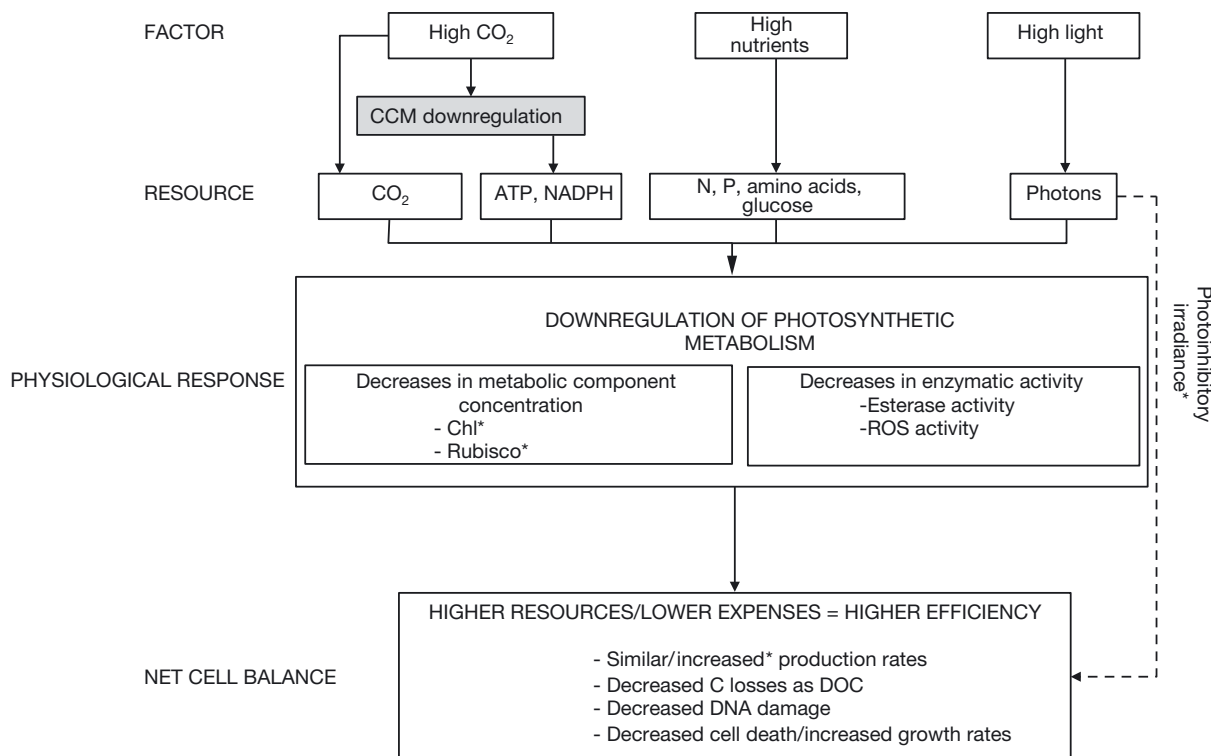 FACTOR
High CO₂
High
nutrients
High light
CCM downregulation
RESOURCE
CO₂
ATP, NADPH
N, P, amino acids,
glucose
Photons
Photoinhibitory
irradiance*
PHYSIOLOGICAL RESPONSE
DOWNREGULATION OF PHOTOSYNTHETIC
METABOLISM
Decreases in metabolic component
concentration
- Chl*
- Rubisco*
Decreases in enzymatic activity
-Esterase activity
-ROS activity
NET CELL BALANCE
HIGHER RESOURCES/LOWER EXPENSES = HIGHER EFFICIENCY
- Similar/increased* production rates
- Decreased C losses as DOC
- Decreased DNA damage
- Decreased cell death/increased growth rates